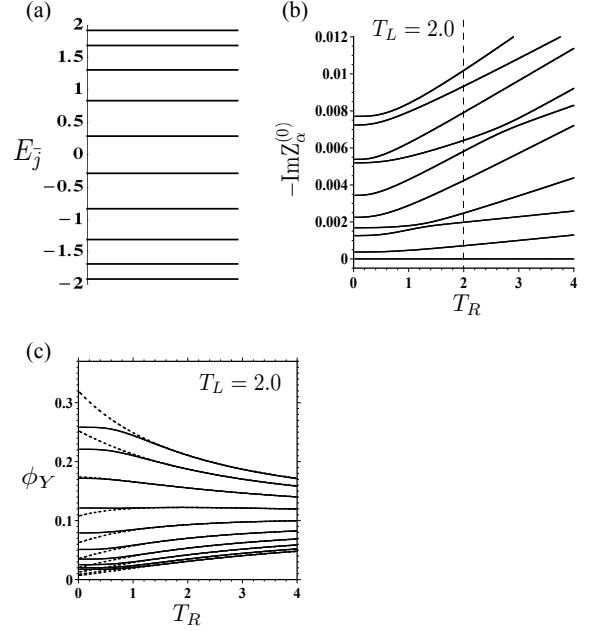 (a)
2
1.5
1
0.5
0
−0.5
−1
−1.5
−2
E_j̄
(b)
T_L = 2.0
0.012
0.01
0.008
0.006
0.004
0.002
0
−ImZ_α^(0)
0 1 2 3 4
T_R
(c)
T_L = 2.0
0.3
0.2
0.1
0
ϕ_Y
0 1 2 3 4
T_R